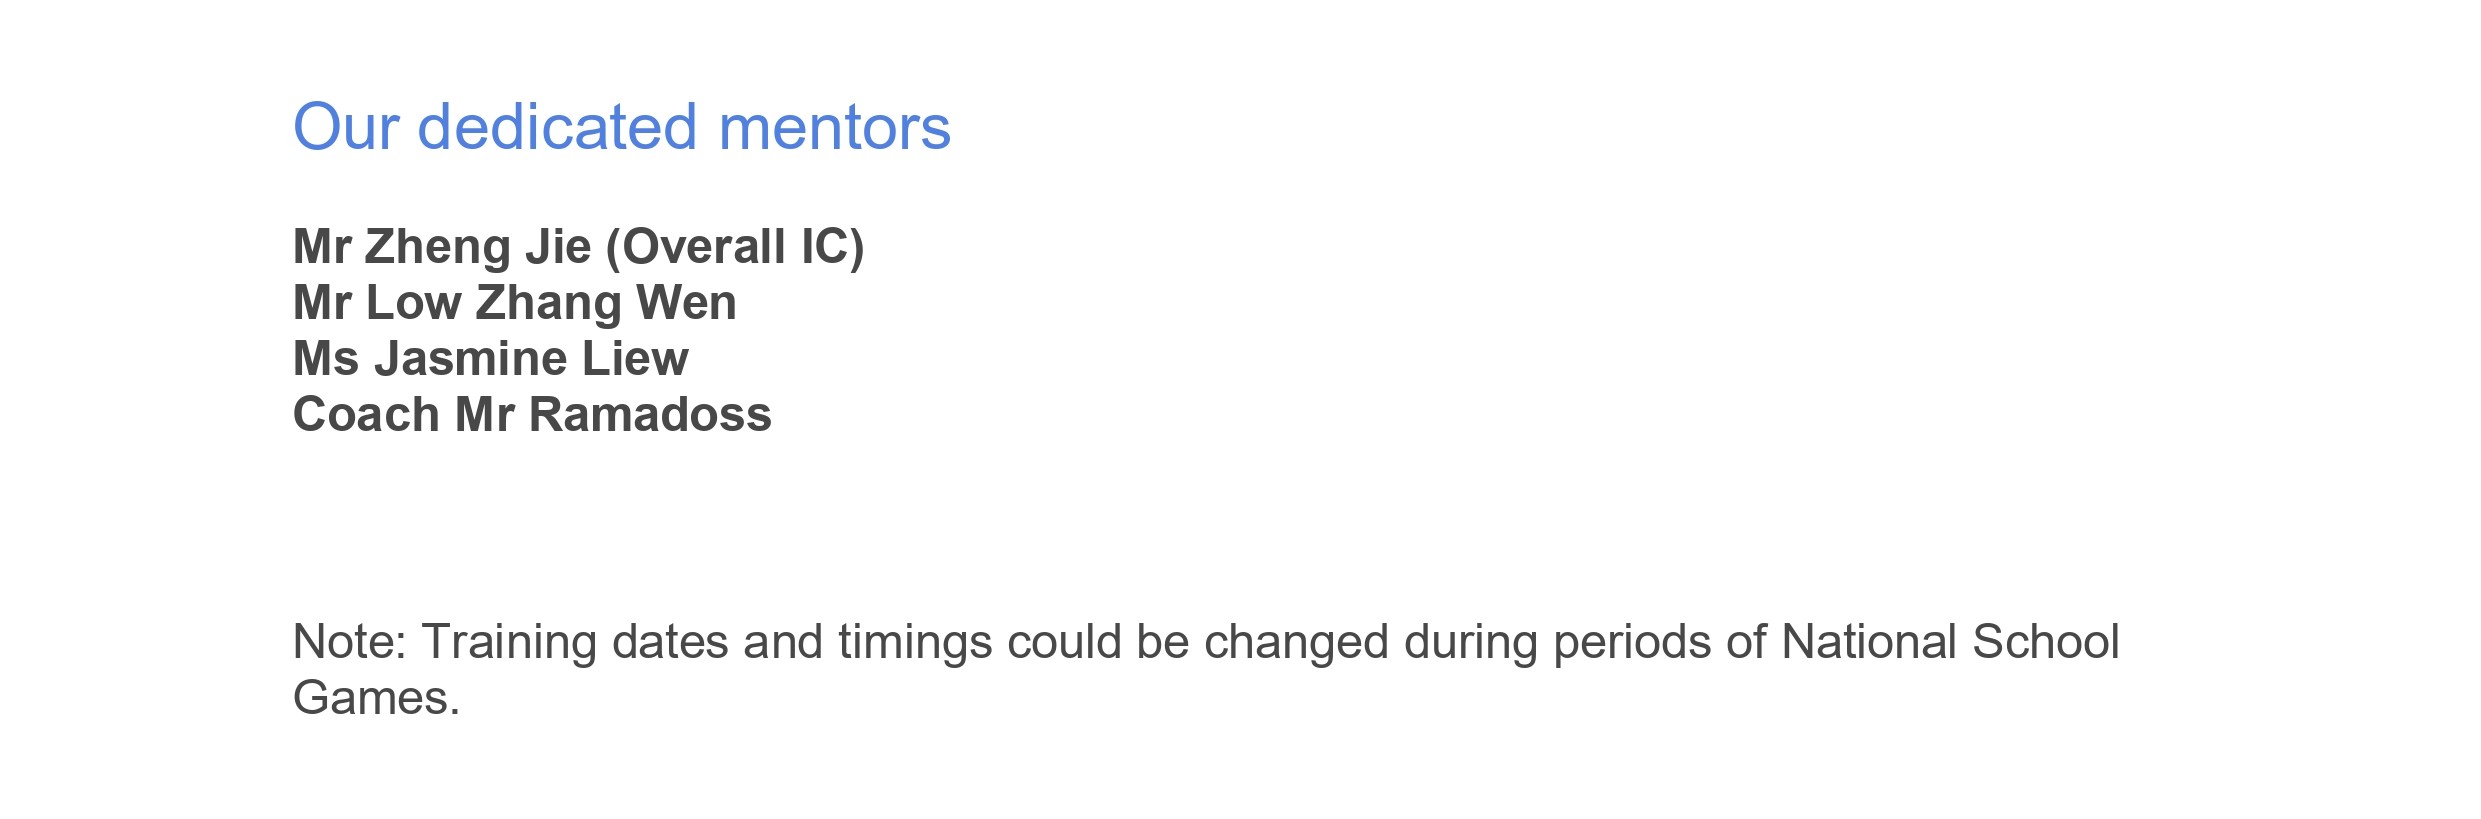 Our dedicated mentors
Mr Zheng Jie (Overall IC)
Mr Low Zhang Wen
Ms Jasmine Liew
Coach Mr Ramadoss
Note: Training dates and timings could be changed during periods of National School
Games.